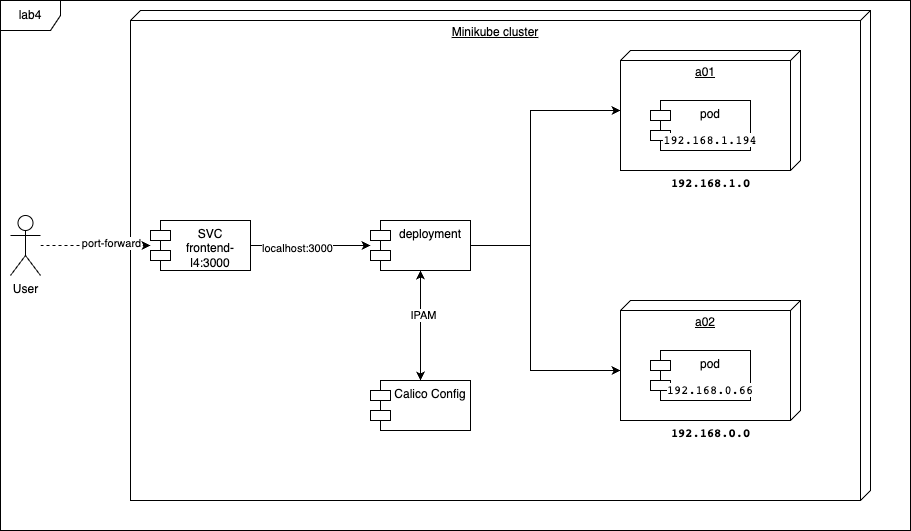 lab4
Minikube cluster
a01
pod
192.168.1.194
192.168.1.0
User
port-forward
SVC
frontend-
l4:3000
localhost:3000
deployment
IPAM
Calico Config
a02
pod
192.168.0.66
192.168.0.0